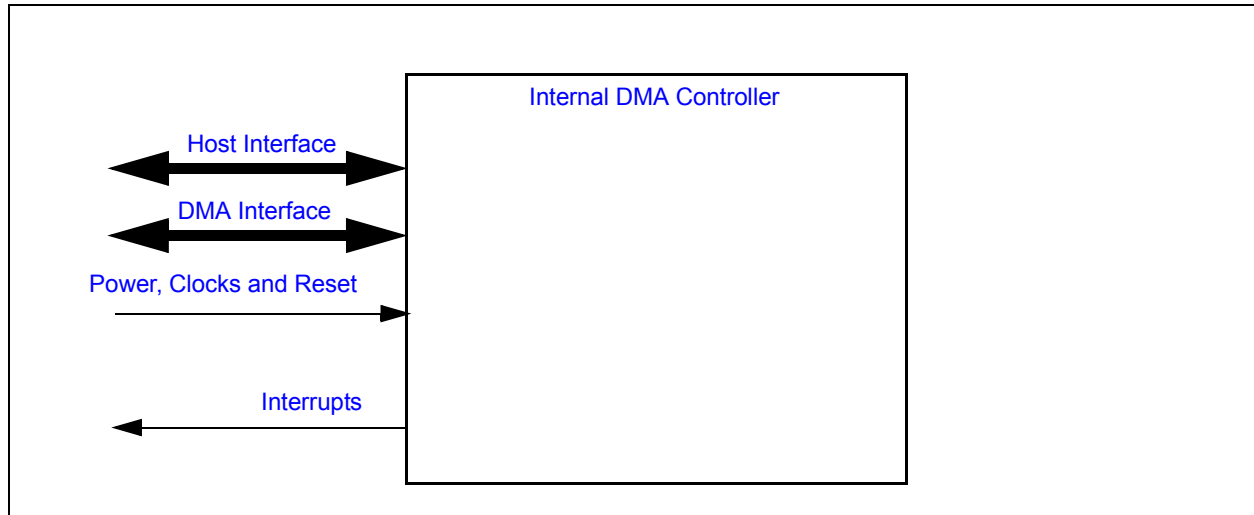 Internal DMA Controller
Host Interface
DMA Interface
Power, Clocks and Reset
Interrupts